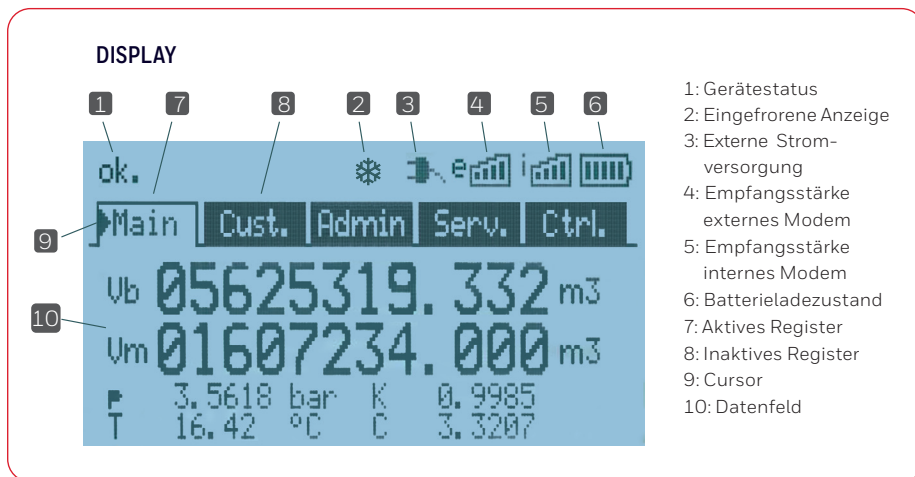 DISPLAY
1 7 8 2 3 4 5 6
ok. e i
Main Cust. Admin Serv. Ctrl.
9
Vb 05625319.332 m3
10
Vm 01607234.000 m3
P 3.5618 bar K 0.9985
T 16.42 °C C 3.3207
1: Gerätestatus
2: Eingefrorene Anzeige
3: Externe Strom-
versorgung
4: Empfangsstärke
externes Modem
5: Empfangsstärke
internes Modem
6: Batterieladezustand
7: Aktives Register
8: Inaktives Register
9: Cursor
10: Datenfeld